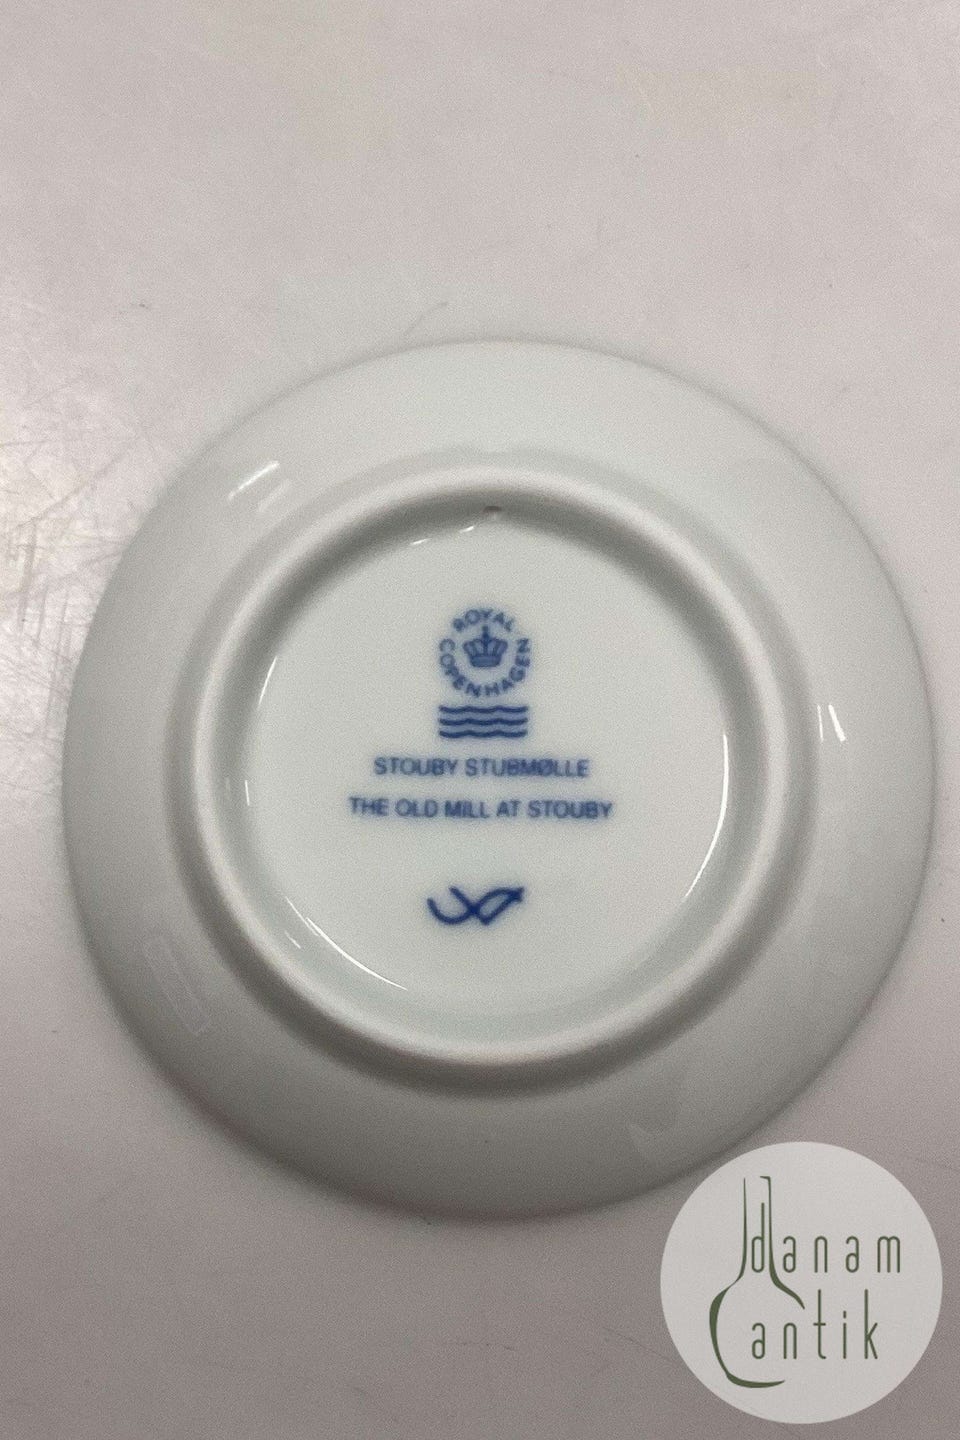 ROYAL
COPENHAGEN
STOUBY STUBMØLLE
THE OLD MILL AT STOUBY
danam
antik